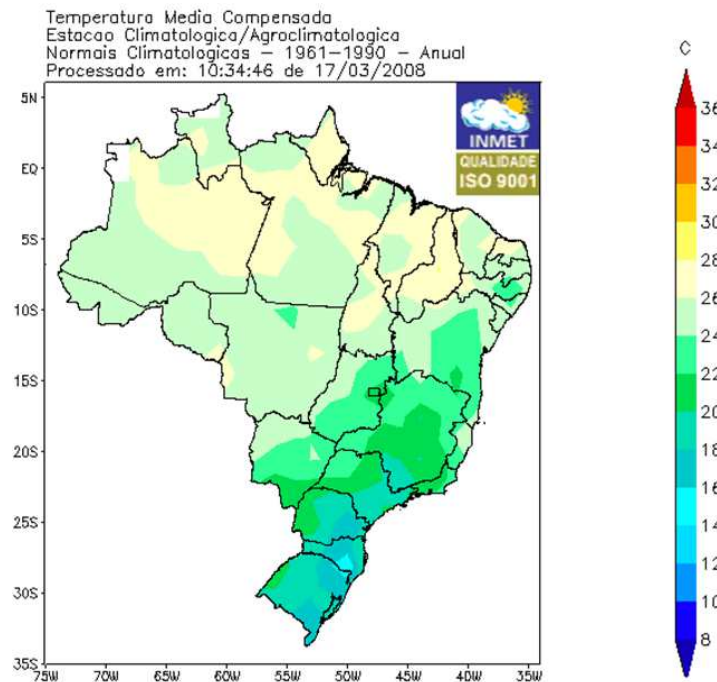 Temperatura Media Compensada
Estacao Climatologica/Agroclimatologica
Normais Climatologicas – 1961–1990 – Anual
Processado em: 10:34:46 de 17/03/2008
C
INMET
QUALIDADE
ISO 9001
5N
EQ
5S
10S
15S
20S
25S
30S
35S
75W
70W
65W
60W
55W
50W
45W
40W
35W
36
34
32
30
28
26
24
22
20
18
16
14
12
10
8